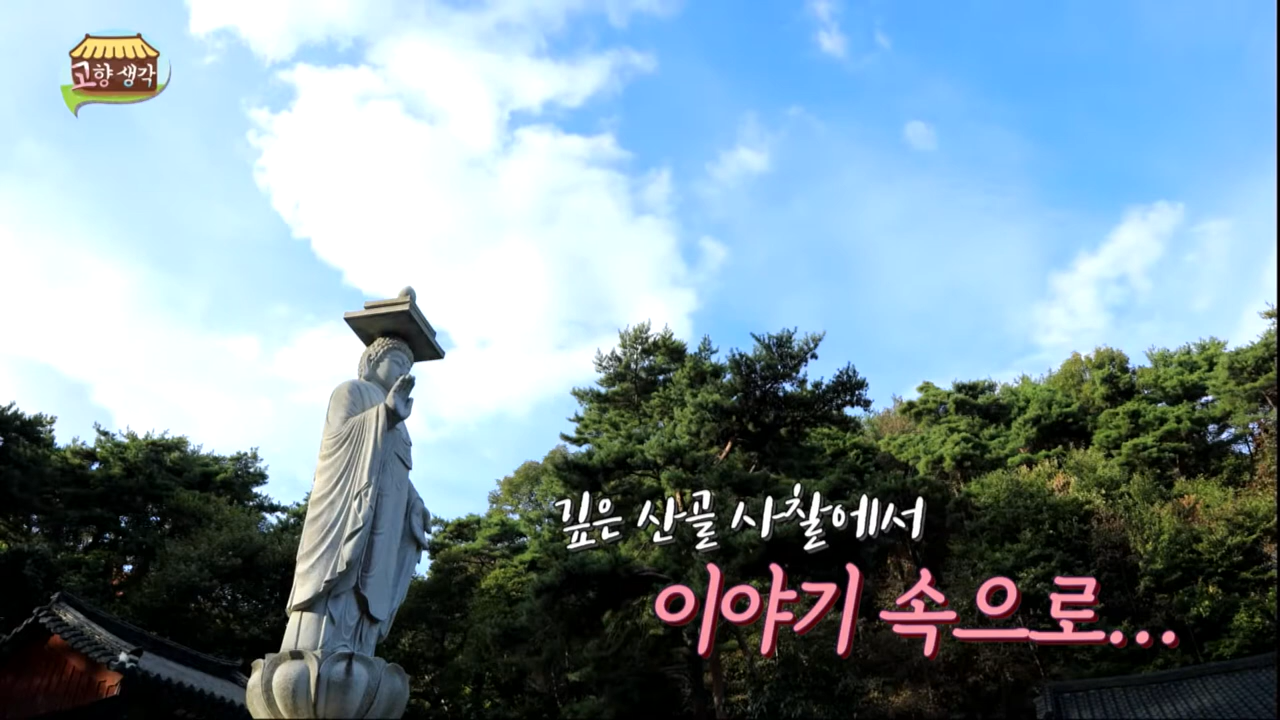 고향생각
깊은 산골 사찰에서
이야기 속으로...